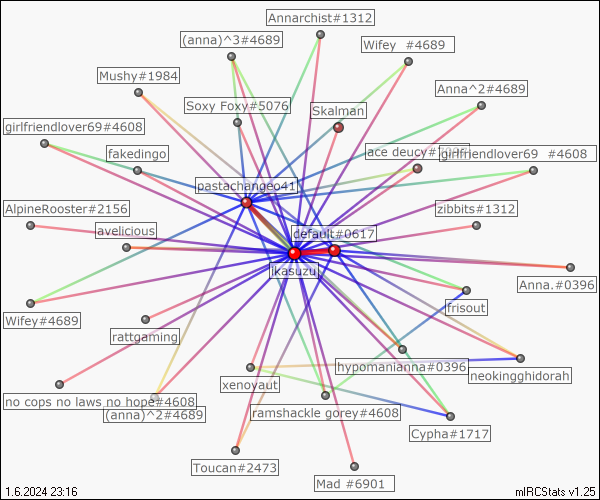 Annarchist#1312
(anna)^3#4689
Wifey #4689
Mushy#1984
Anna^2#4689
Soxy Foxy#5076
Skalman
girlfriendlover69#4608
fakedingo
ace deucy#
girlfriendlover69 #4608
pastachangeo41
AlpineRooster#2156
zibbits#1312
avelicious
default#0617
[kasuzu]
Anna.#0396
frisout
Wifey#4689
rattgaming
hypomanianna#0396
neokingghidorah
xenoyaut
no cops no laws no hope#4608
(anna)^2#4689
ramshackle gorey#4608
Cypha#1717
Toucan#2473
Mad #6901
1.6.2024 23:16
mIRCStats v1.25